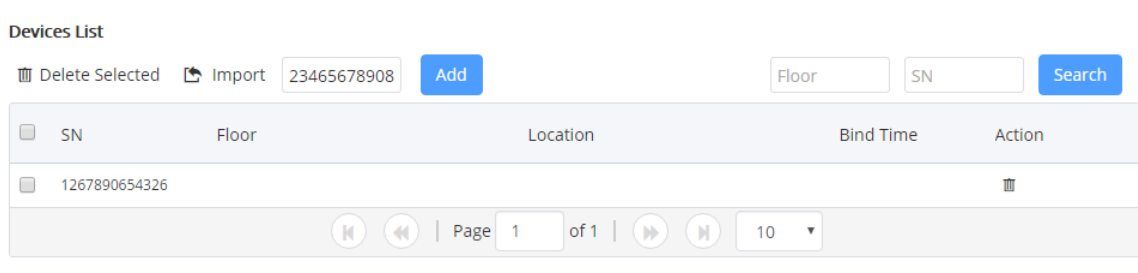 Devices List
Delete Selected Import 23465678908 Add Floor SN Search
SN Floor Location Bind Time Action
1267890654326
Page 1 of 1 10